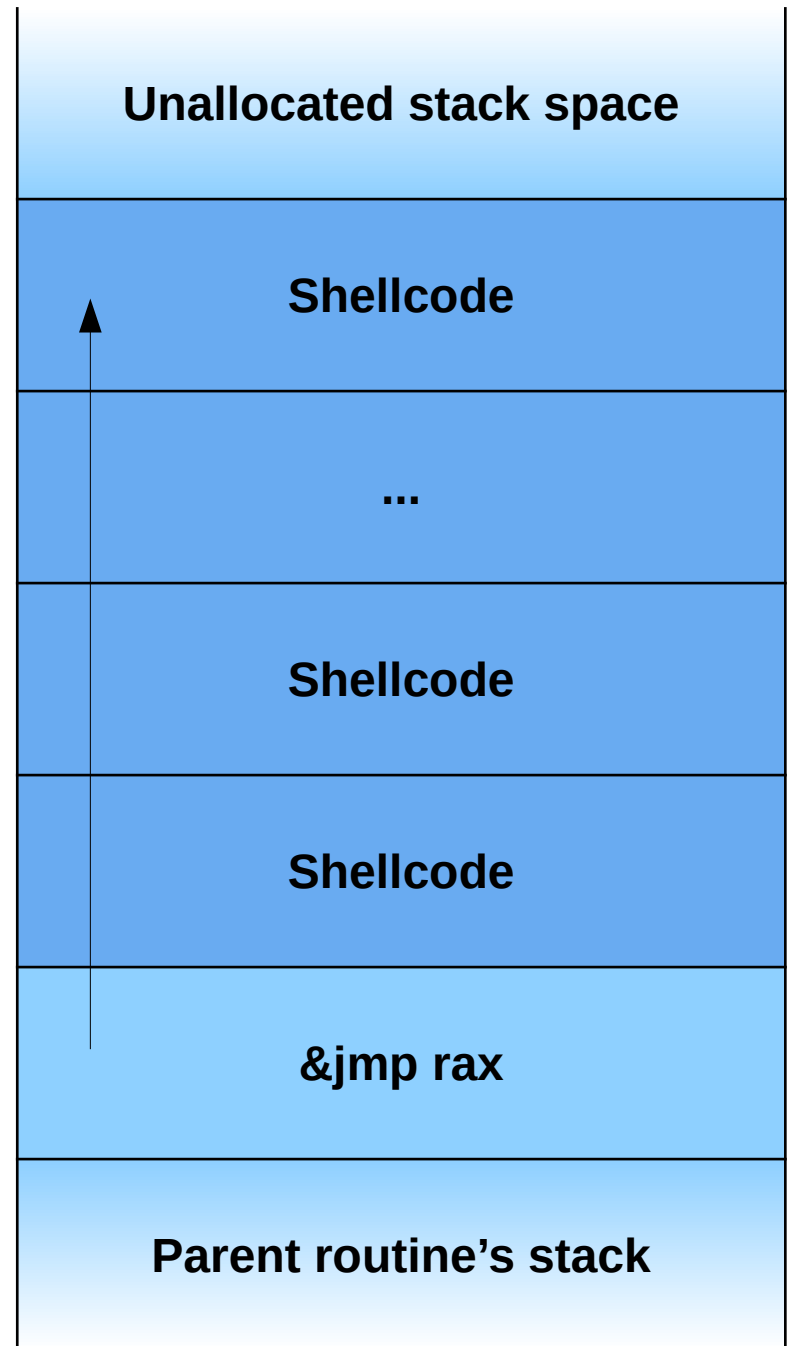 Unallocated stack space
Shellcode
...
Shellcode
Shellcode
&jmp rax
Parent routine’s stack